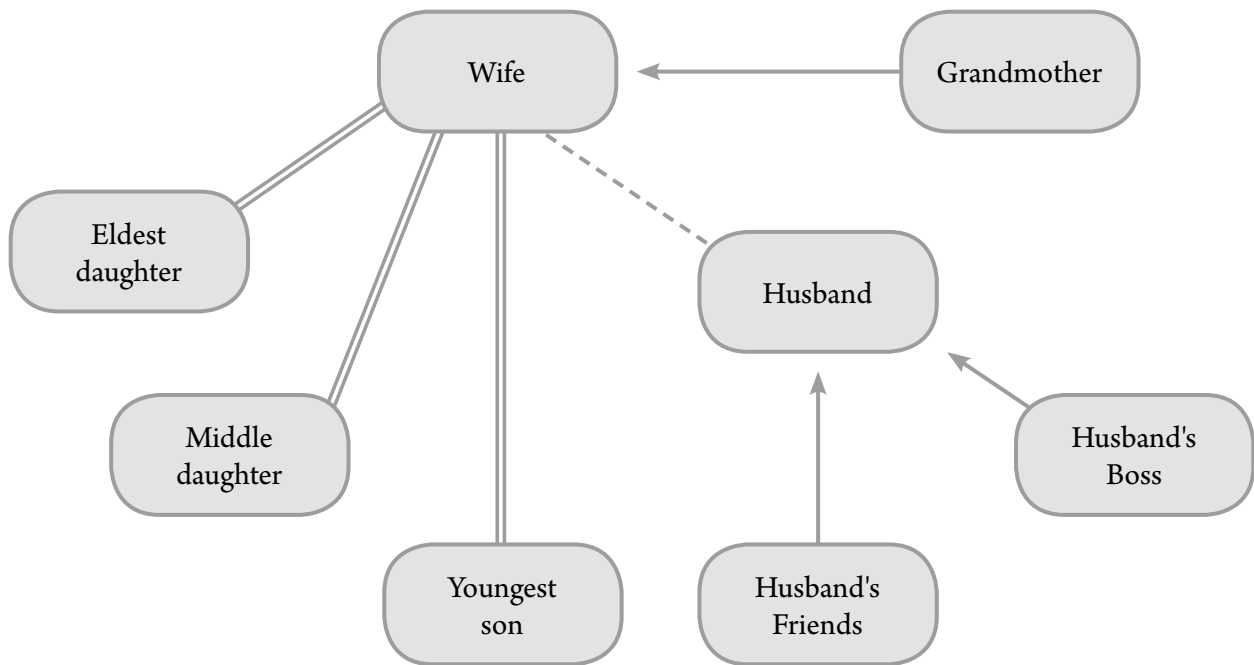 Wife
Grandmother
Eldest
daughter
Husband
Middle
daughter
Husband's
Boss
Youngest
son
Husband's
Friends